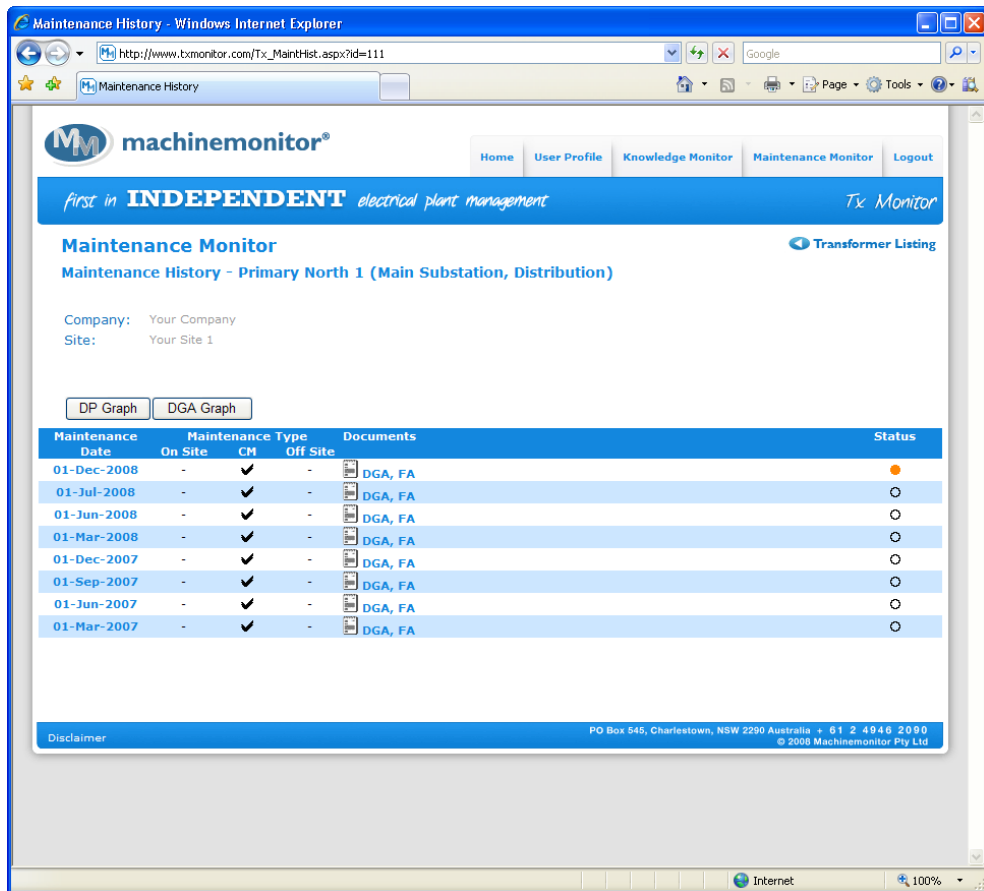 Maintenance History - Windows Internet Explorer
http://www.txmonitor.com/Tx_MaintHist.aspx?id=111
Google
Maintenance History
Page
Tools
MM machinemonitor®
Home User Profile Knowledge Monitor Maintenance Monitor Logout
first in INDEPENDENT electrical plant management
Tx Monitor
Maintenance Monitor
Transformer Listing
Maintenance History - Primary North 1 (Main Substation, Distribution)
Company: Your Company
Site: Your Site 1
DP Graph DGA Graph
Maintenance Maintenance Type Documents Status
Date On Site CM Off Site
01-Dec-2008 - ✔ - DGA, FA
01-Jul-2008 - ✔ - DGA, FA
01-Jun-2008 - ✔ - DGA, FA
01-Mar-2008 - ✔ - DGA, FA
01-Dec-2007 - ✔ - DGA, FA
01-Sep-2007 - ✔ - DGA, FA
01-Jun-2007 - ✔ - DGA, FA
01-Mar-2007 - ✔ - DGA, FA
Disclaimer
PO Box 545, Charlestown, NSW 2290 Australia + 61 2 4946 2090
© 2008 Machinemonitor Pty Ltd
Internet
100%